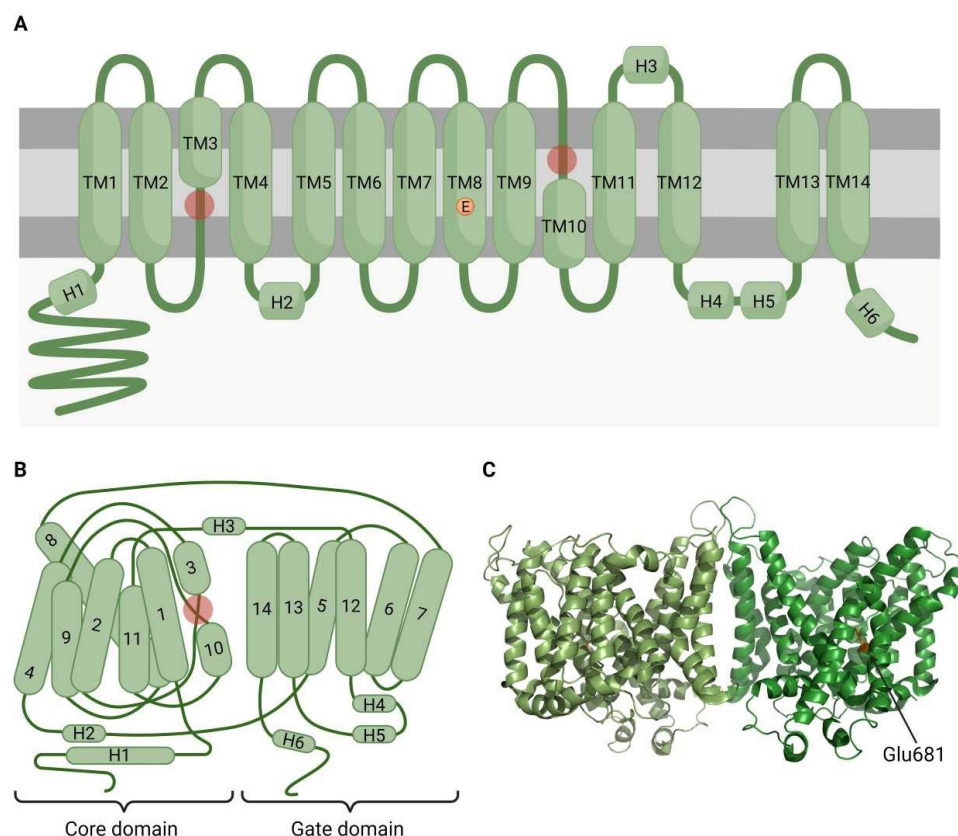 A
H3
TM3
TM1
TM2
TM4
TM5
TM6
TM7
TM8
TM9
TM11
TM12
TM13
TM14
E
TM10
H1
H2
H4
H5
H6
B
H3
8
3
4
9
2
11
1
10
14
13
5
12
6
7
H4
H2
H5
H6
H1
Core domain
Gate domain
C
Glu681